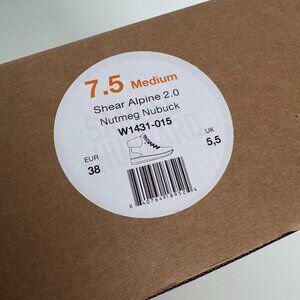 7.5 Medium
Shear Alpine 2.0
Nutmeg Nubuck
W1431-015
EUR
38
UK
5,5